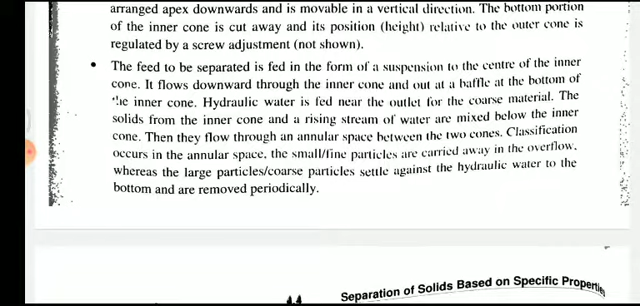 arranged apex downwards and is movable in a vertical direction. The bottom portion
of the inner cone is cut away and its position (height) relative to the outer cone is
regulated by a screw adjustment (not shown).
• The feed to be separated is fed in the form of a suspension to the centre of the inner
cone. It flows downward through the inner cone and out at a baffle at the bottom of
the inner cone. Hydraulic water is fed near the outlet for the coarse material. The
solids from the inner cone and a rising stream of water are mixed below the inner
cone. Then they flow through an annular space between the two cones. Classification
occurs in the annular space, the small/fine particles are carried away in the overflow,
whereas the large particles/coarse particles settle against the hydraulic water to the
bottom and are removed periodically.
Separation of Solids Based on Specific Properties